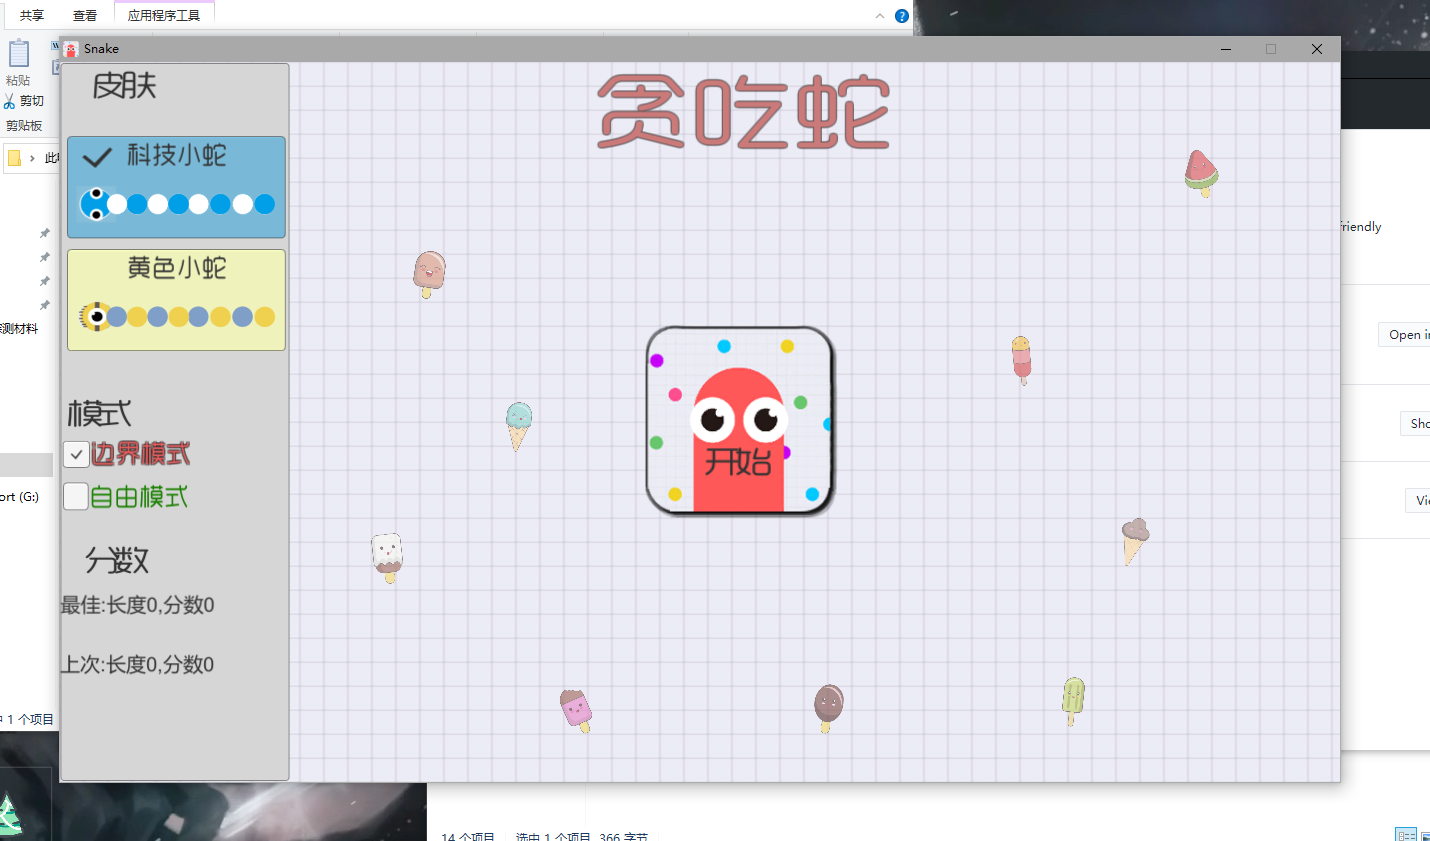 共享 查看 应用程序工具
粘贴
剪切
剪贴板
Snake
皮肤
科技小蛇
黄色小蛇
模式
边界模式
自由模式
分数
最佳:长度0,分数0
上次:长度0,分数0
贪吃蛇
开始
测材料
ort (G:)
中 1 个项目
riendly
Open in
Sho
Vie
14 个项目 选中 1 个项目 366 字节